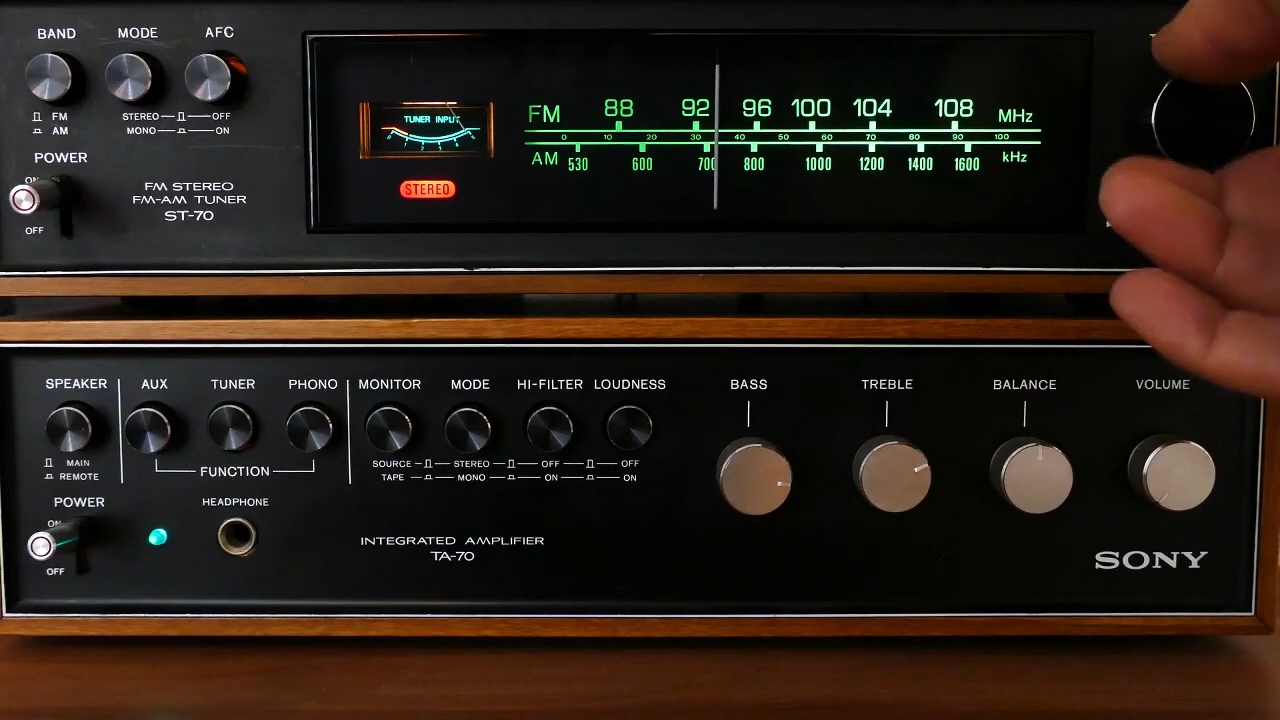 BAND MODE AFC
FM STEREO OFF
AM MONO ON
POWER
ON
OFF
FM STEREO
FM-AM TUNER
ST-70
TUNER INPUT
STEREO
FM 88 92 96 100 104 108 MHz
0 10 20 30 40 50 60 70 80 90 100
AM 530 600 700 800 1000 1200 1400 1600 kHz
SPEAKER AUX TUNER PHONO MONITOR MODE HI-FILTER LOUDNESS BASS TREBLE BALANCE VOLUME
MAIN
REMOTE
FUNCTION
SOURCE STEREO OFF OFF
TAPE MONO ON ON
POWER
ON
OFF
HEADPHONE
INTEGRATED AMPLIFIER
TA-70
SONY